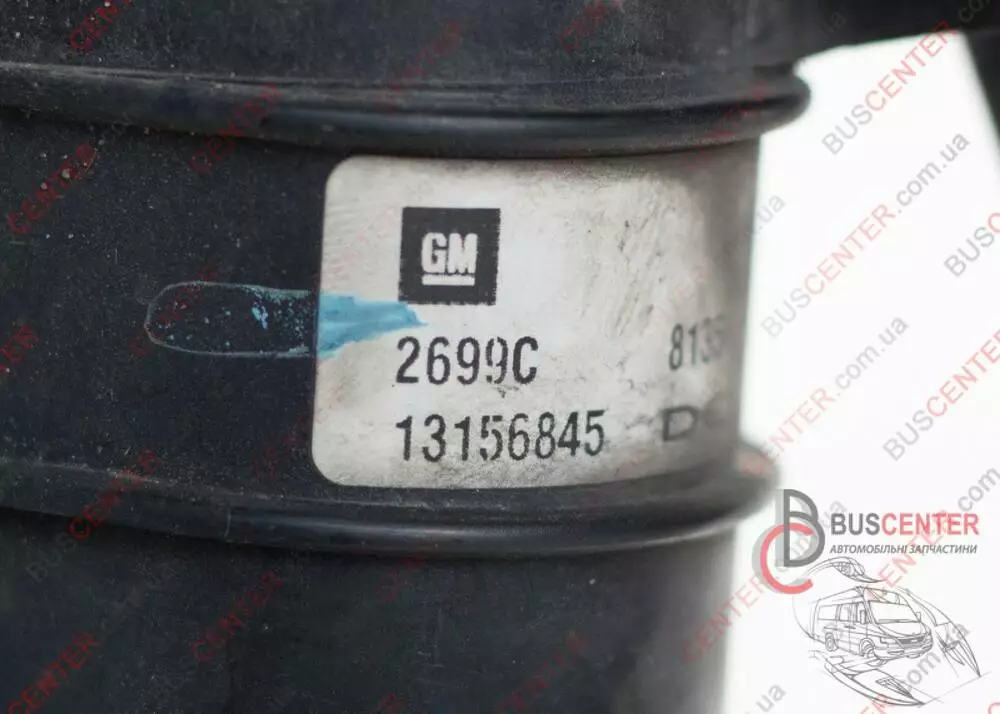 GM
2699C
13156845
BUSCENTER
АВТОМОБІЛЬНІ ЗАПЧАСТИНИ
BUSCENTER.com.ua